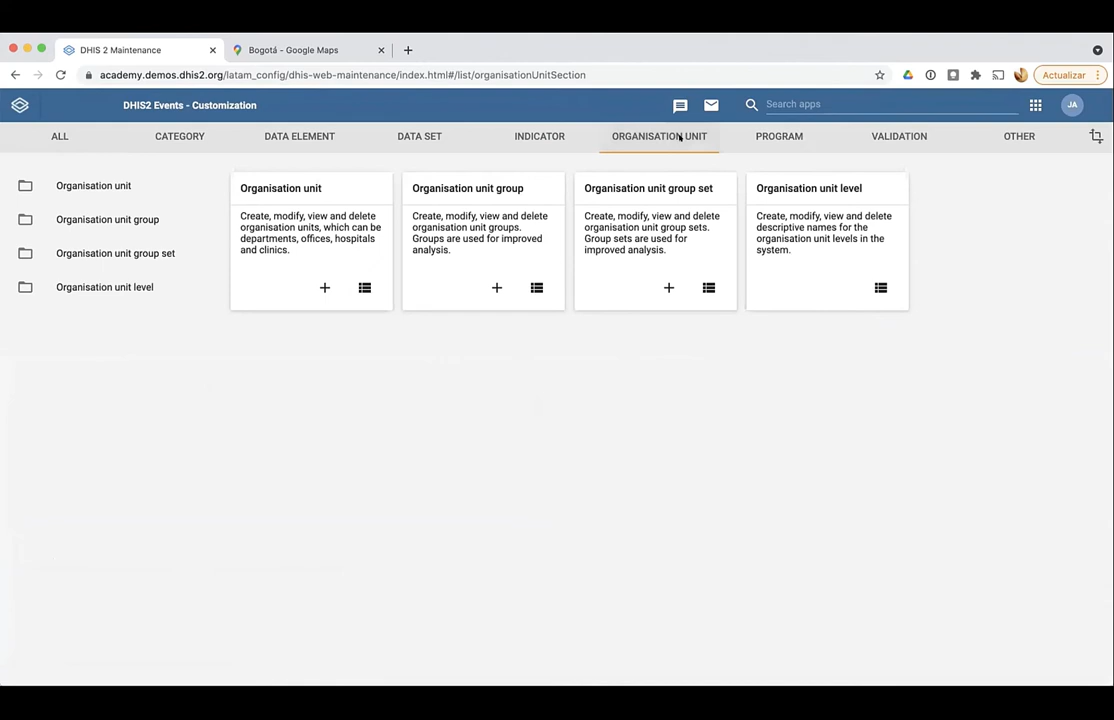 DHIS 2 Maintenance
Bogotá - Google Maps
academy.demos.dhis2.org/latam_config/dhis-web-maintenance/index.html#/list/organisationUnitSection
Actualizar
DHIS2 Events - Customization
Search apps
JA
ALL
CATEGORY
DATA ELEMENT
DATA SET
INDICATOR
ORGANISATION UNIT
PROGRAM
VALIDATION
OTHER
Organisation unit
Organisation unit group
Organisation unit group set
Organisation unit level
Organisation unit
Create, modify, view and delete
organisation units, which can be
departments, offices, hospitals
and clinics.
Organisation unit group
Create, modify, view and delete
organisation unit groups.
Groups are used for improved
analysis.
Organisation unit group set
Create, modify, view and delete
organisation unit group sets.
Group sets are used for
improved analysis.
Organisation unit level
Create, modify, view and delete
descriptive names for the
organisation unit levels in the
system.